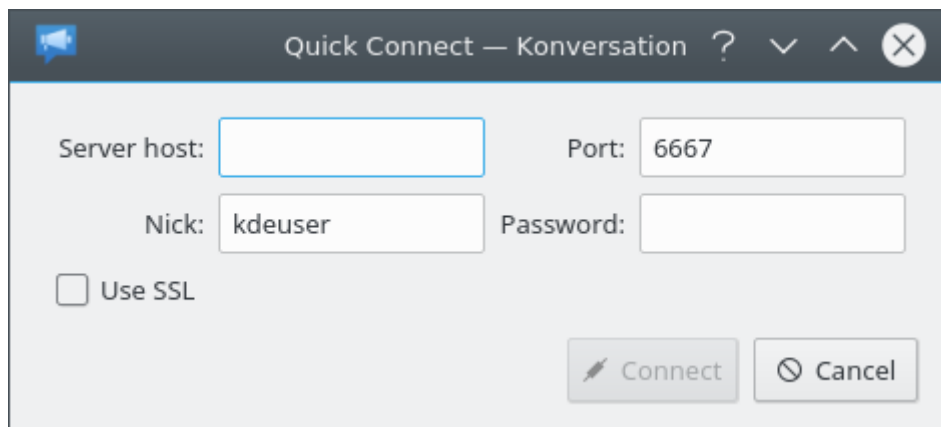 Quick Connect — Konversation
Server host: Port: 6667
Nick: kdeuser Password:
Use SSL
Connect Cancel